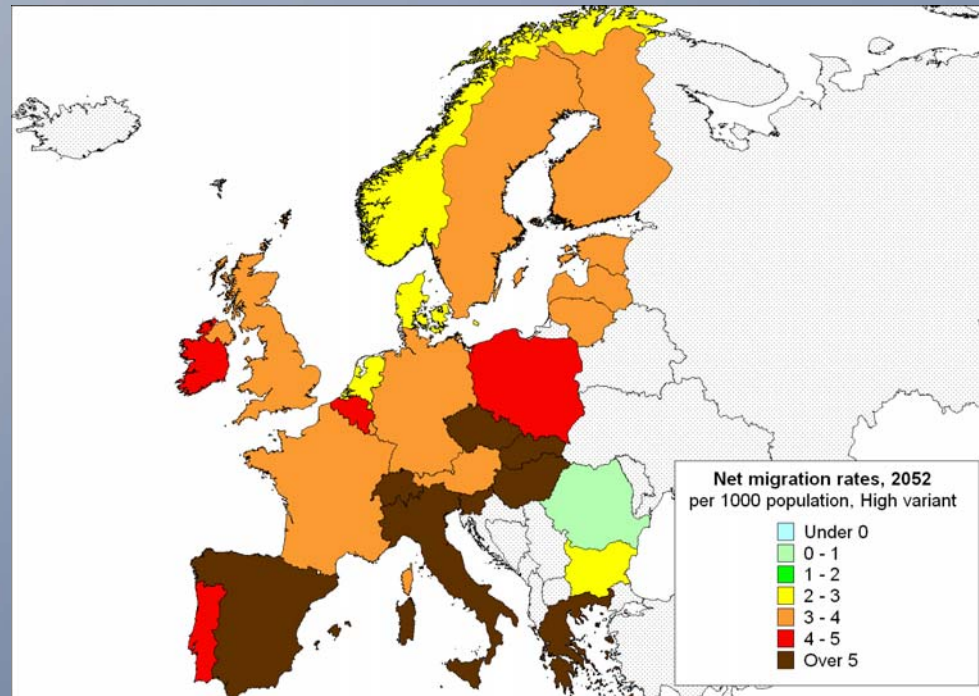 Net migration rates, 2052
per 1000 population, High variant
Under 0
0 - 1
1 - 2
2 - 3
3 - 4
4 - 5
Over 5